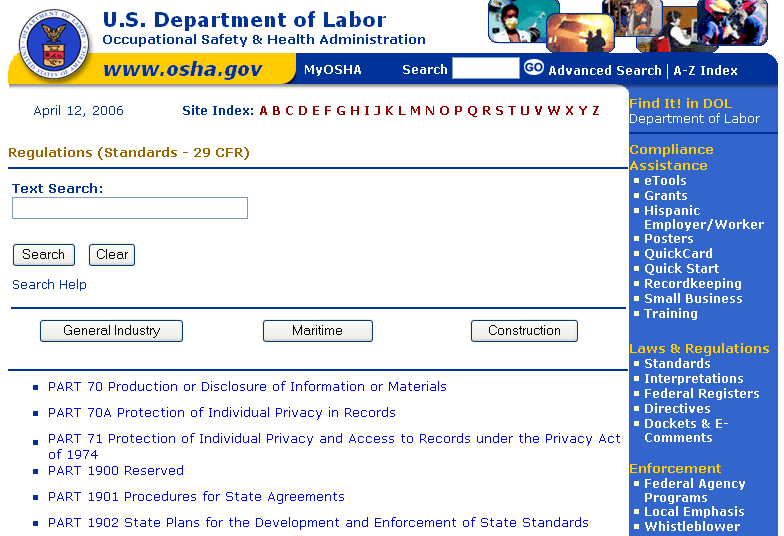 U.S. Department of Labor
Occupational Safety & Health Administration
www.osha.gov MyOSHA Search GO Advanced Search | A-Z Index
April 12, 2006 Site Index: A B C D E F G H I J K L M N O P Q R S T U V W X Y Z
Regulations (Standards - 29 CFR)
Text Search:
Search Clear
Search Help
General Industry Maritime Construction
PART 70 Production or Disclosure of Information or Materials
PART 70A Protection of Individual Privacy in Records
PART 71 Protection of Individual Privacy and Access to Records under the Privacy Act
of 1974
PART 1900 Reserved
PART 1901 Procedures for State Agreements
PART 1902 State Plans for the Development and Enforcement of State Standards
Find It! in DOL
Department of Labor
Compliance
Assistance
eTools
Grants
Hispanic
Employer/Worker
Posters
QuickCard
Quick Start
Recordkeeping
Small Business
Training
Laws & Regulations
Standards
Interpretations
Federal Registers
Directives
Dockets & E-
Comments
Enforcement
Federal Agency
Programs
Local Emphasis
Whistleblower